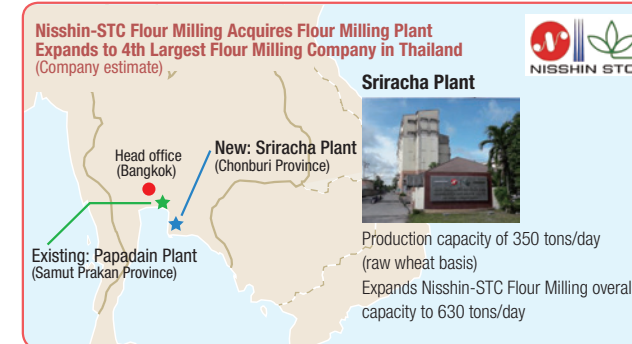 Nisshin-STC Flour Milling Acquires Flour Milling Plant
Expands to 4th Largest Flour Milling Company in Thailand
(Company estimate)
NISSHIN STC
Sriracha Plant
Head office
(Bangkok)
New: Sriracha Plant
(Chonburi Province)
Existing: Papadain Plant
(Samut Prakan Province)
Production capacity of 350 tons/day
(raw wheat basis)
Expands Nisshin-STC Flour Milling overall
capacity to 630 tons/day